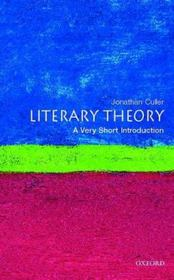 Jonathan Culler
LITERARY THEORY
A Very Short Introduction
OXFORD